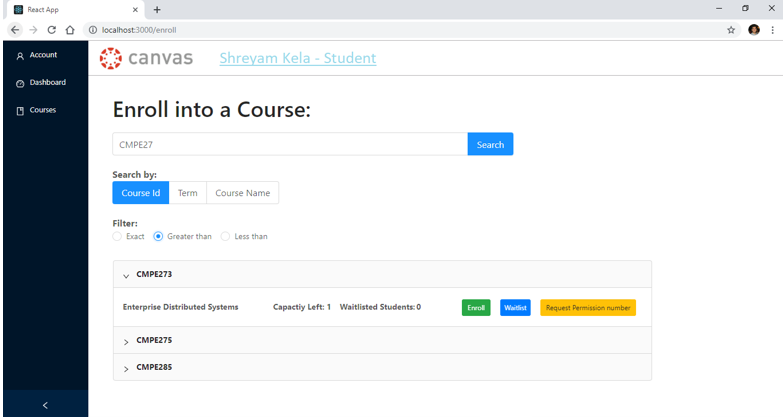 React App
localhost:3000/enroll
Account
Dashboard
Courses
canvas
Shreyam Kela - Student
Enroll into a Course:
CMPE27 Search
Search by:
Course Id Term Course Name
Filter:
Exact Greater than Less than
CMPE273
Enterprise Distributed Systems Capactiy Left: 1 Waitlisted Students: 0 Enroll Waitlist Request Permission number
CMPE275
CMPE285